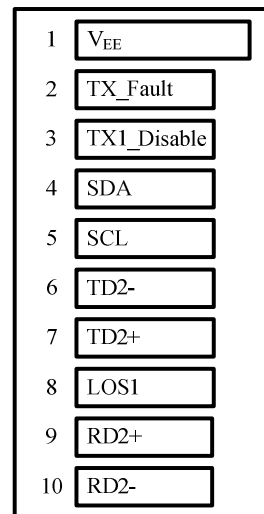 1 VEE
2 TX_Fault
3 TX1_Disable
4 SDA
5 SCL
6 TD2-
7 TD2+
8 LOS1
9 RD2+
10 RD2-